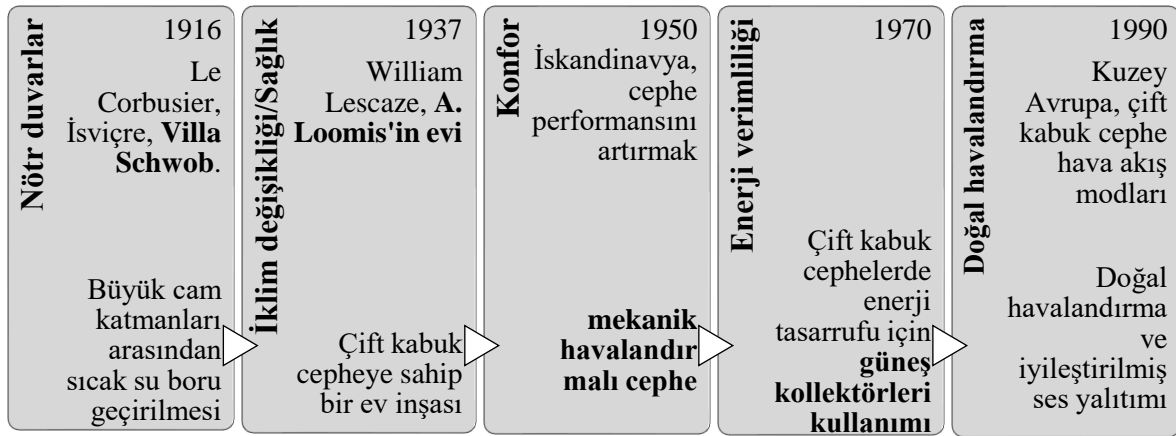 Nötr duvarlar
1916
Le
Corbusier,
İsviçre, Villa
Schwob.
Büyük cam
katmanları
arasından
sıcak su boru
geçirilmesi
İklim değişikliği/Sağlık
1937
William
Lescaze, A.
Loomis'in evi
Çift kabuk
cepheye sahip
bir ev inşası
Konfor
1950
İskandinavya,
cephe
performansını
artırmak
mekanik
havalandır
malı cephe
Enerji verimliliği
1970
Çift kabuk
cephelerde
enerji
tasarrufu için
güneş
kollektörleri
kullanımı
Doğal havalandırma
1990
Kuzey
Avrupa, çift
kabuk cephe
hava akış
modları
Doğal
havalandırma
ve
iyileştirilmiş
ses yalıtımı